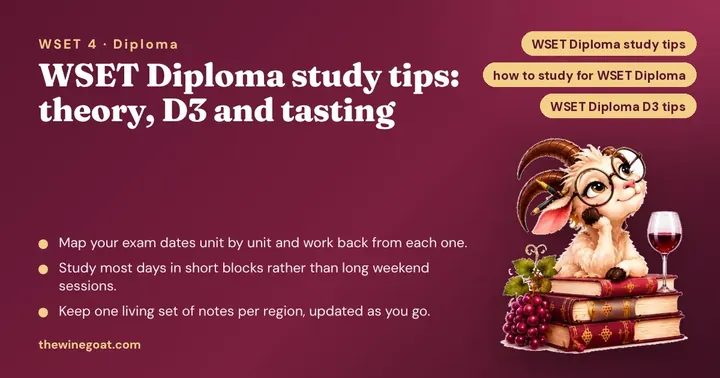 WSET 4 · Diploma
WSET Diploma study tips:
theory, D3 and tasting
WSET Diploma study tips
how to study for WSET Diploma
WSET Diploma D3 tips
Map your exam dates unit by unit and work back from each one.
Study most days in short blocks rather than long weekend
sessions.
Keep one living set of notes per region, updated as you go.
thewinegoat.com